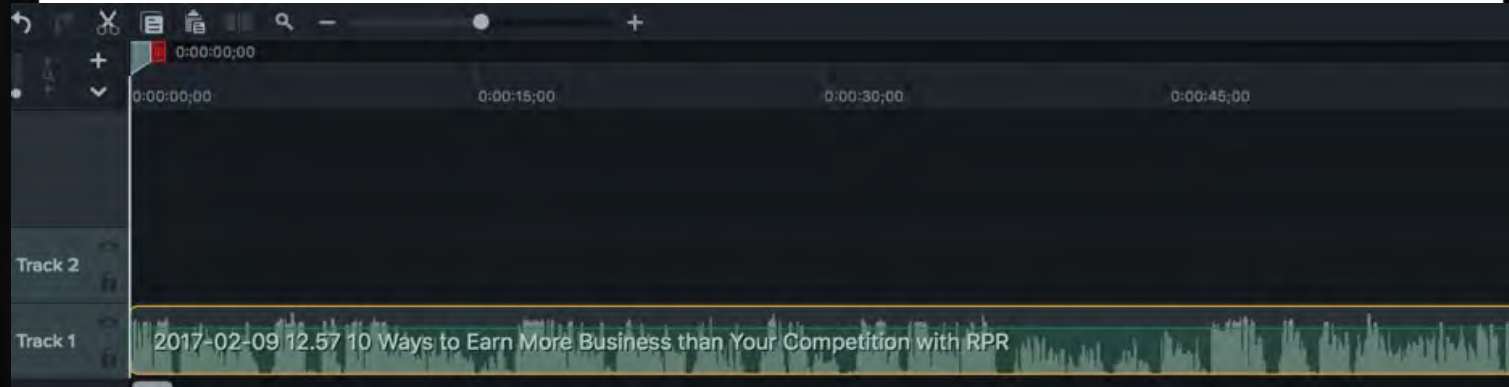 0:00:00;00
0:00:00;00 0:00:15;00 0:00:30;00 0:00:45;00
Track 2
Track 1
2017-02-09 12.57 10 Ways to Earn More Business than Your Competition with RPR